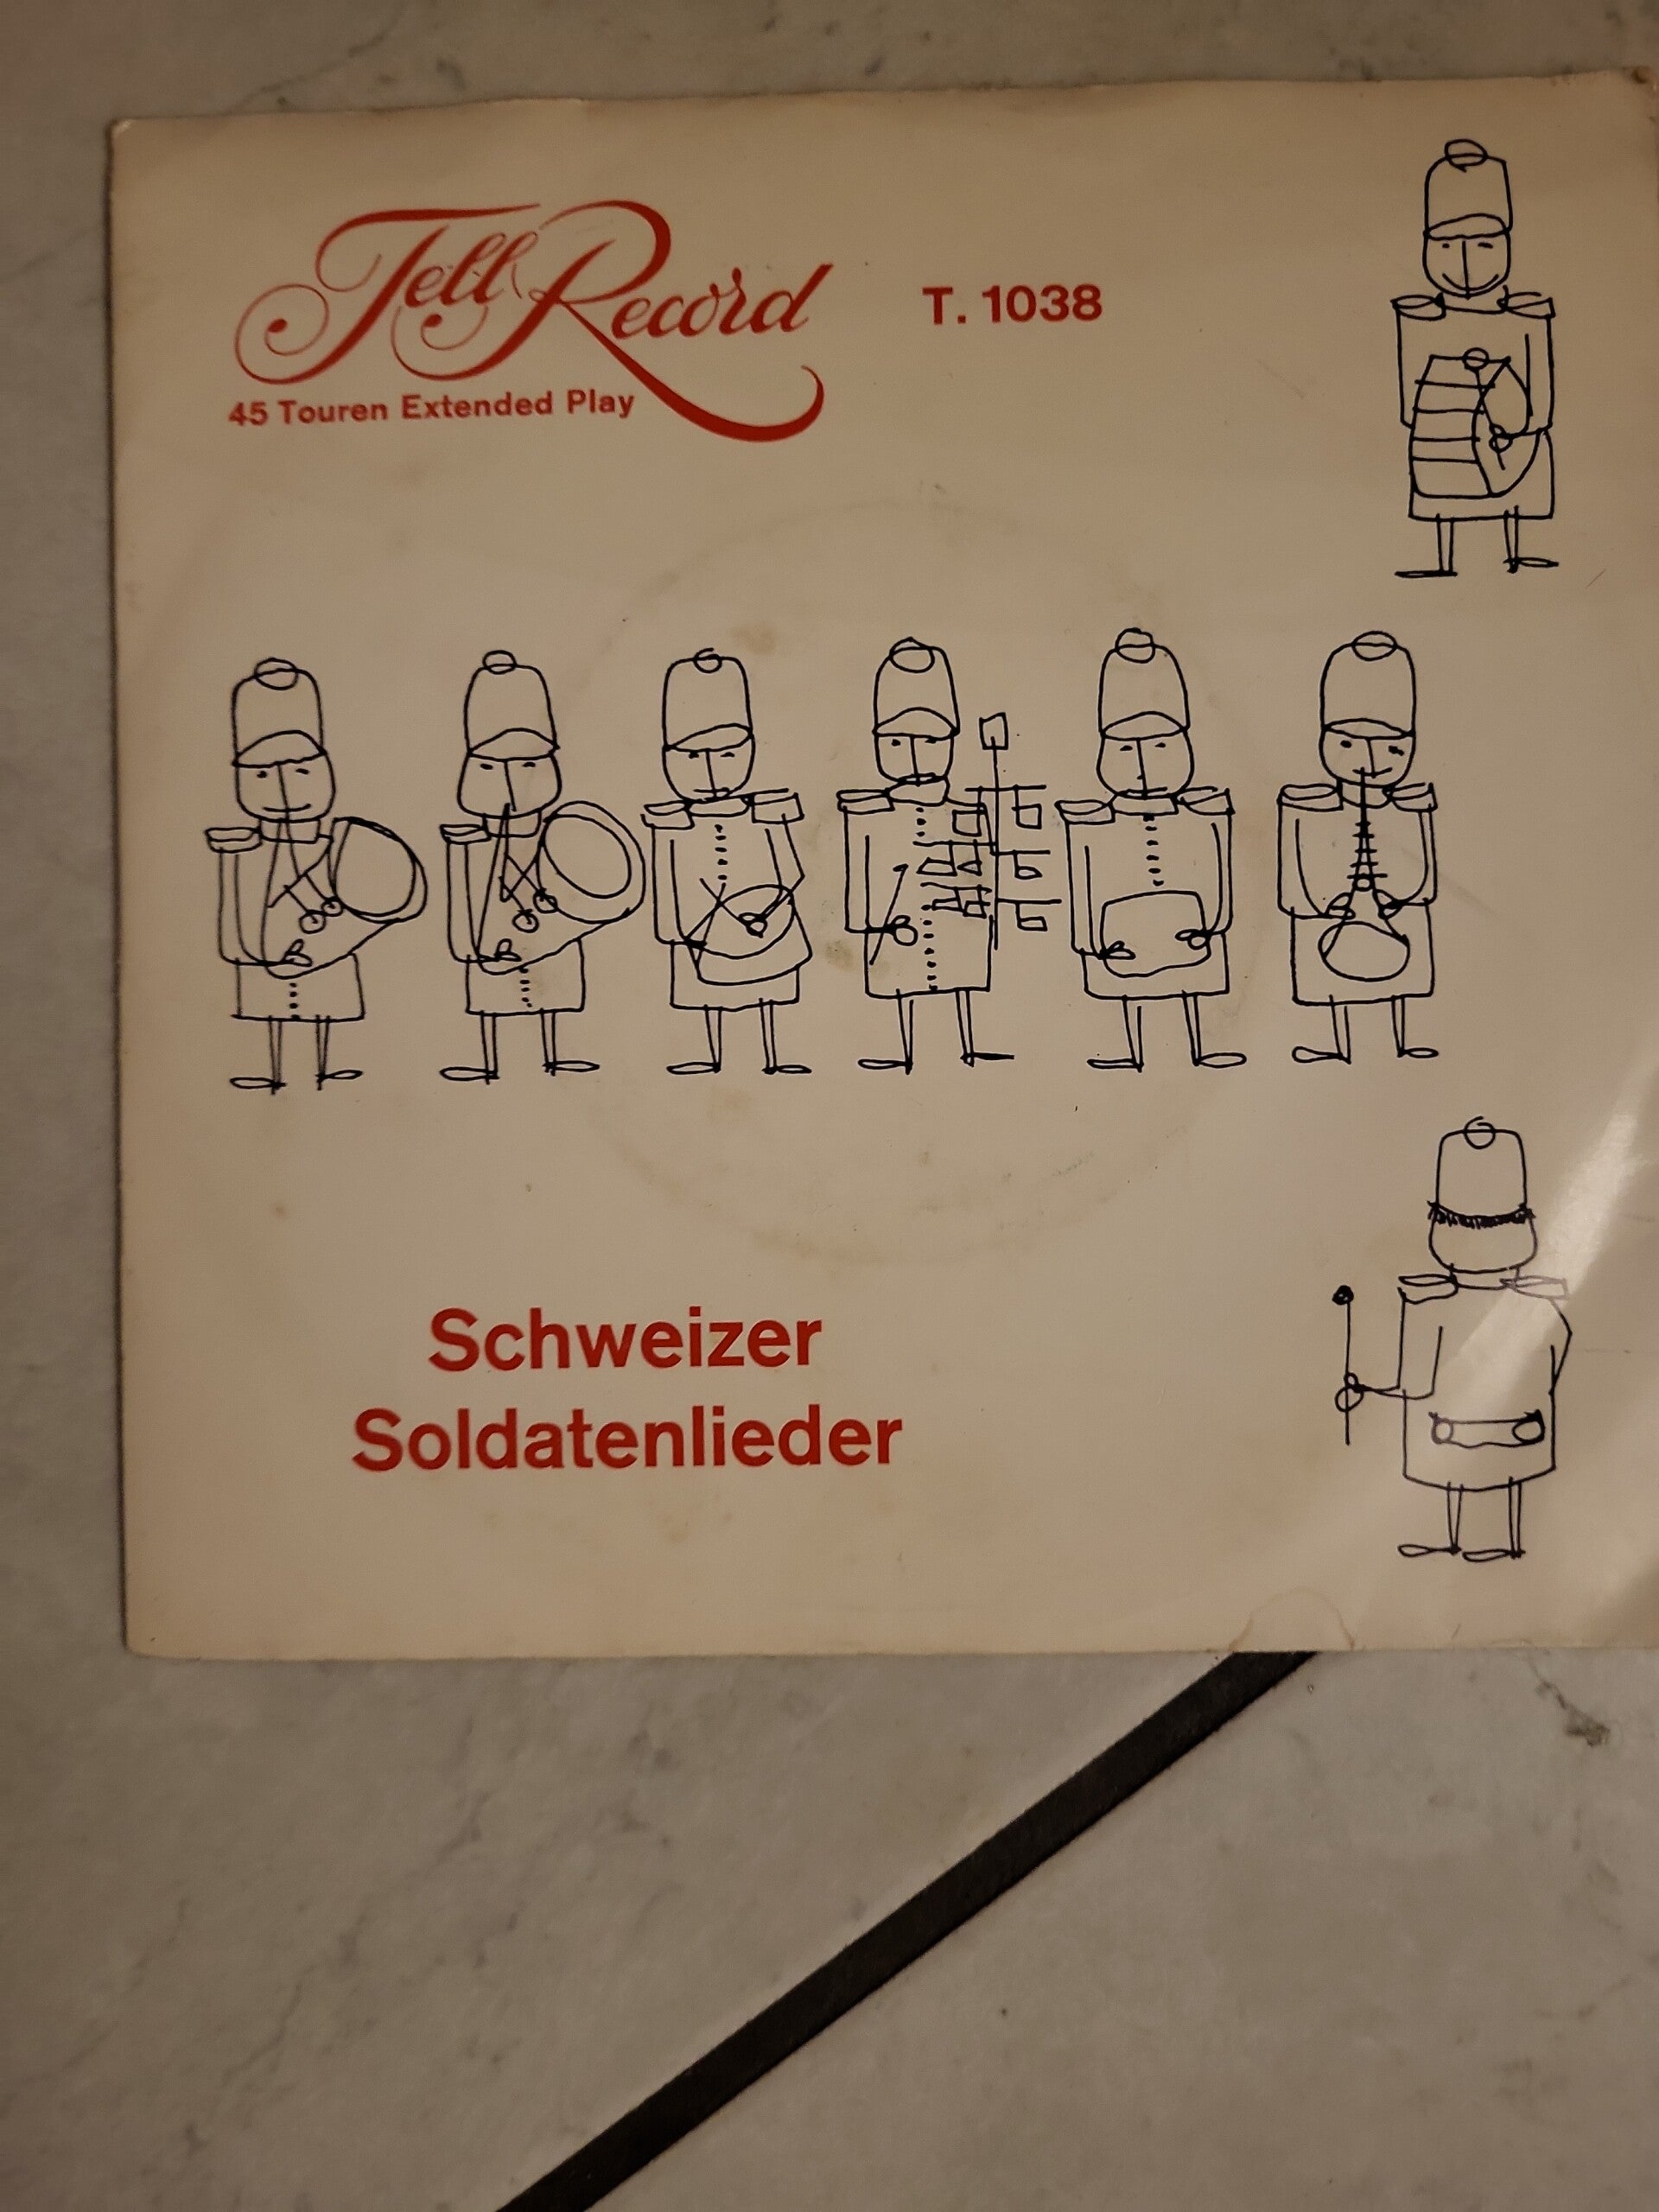 Tell Record
T. 1038
45 Touren Extended Play
Schweizer
Soldatenlieder